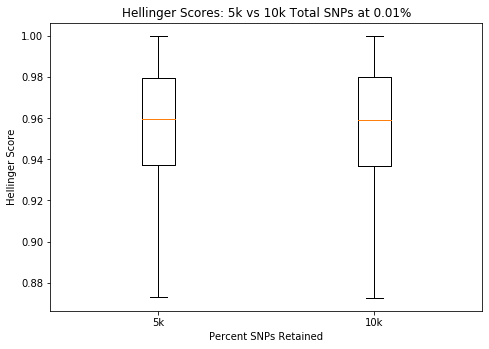 Hellinger Scores: 5k vs 10k Total SNPs at 0.01%
1.00
0.98
0.96
0.94
0.92
0.90
0.88
Hellinger Score
5k
10k
Percent SNPs Retained